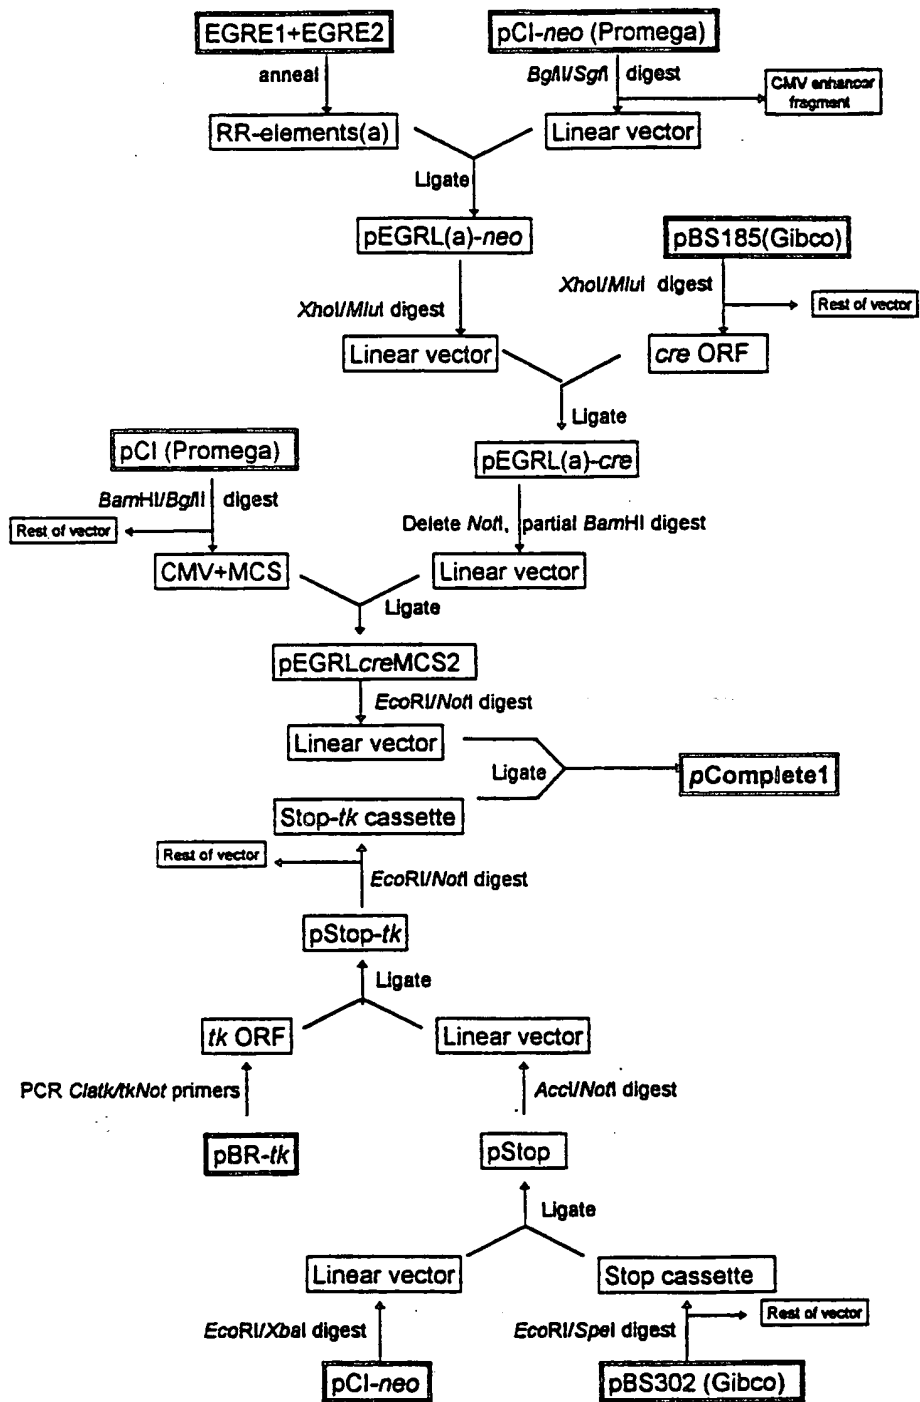 EGRE1+EGRE2
pCI-neo (Promega)
anneal
BglII/SgfI digest
CMV enhancer
fragment
RR-elements(a)
Linear vector
Ligate
pEGRL(a)-neo
pBS185(Gibco)
XhoI/MluI digest
XhoI/MluI digest
Rest of vector
Linear vector
cre ORF
Ligate
pCI (Promega)
pEGRL(a)-cre
BamHI/BglII digest
Delete NotI, partial BamHI digest
Rest of vector
CMV+MCS
Linear vector
Ligate
pEGRLcreMCS2
EcoRI/NotI digest
Linear vector
Ligate
pComplete1
Stop-tk cassette
Rest of vector
EcoRI/NotI digest
pStop-tk
Ligate
tk ORF
Linear vector
PCR Clatk/tkNot primers
AccI/NotI digest
pBR-tk
pStop
Ligate
Linear vector
Stop cassette
EcoRI/XbaI digest
EcoRI/SpeI digest
Rest of vector
pCI-neo
pBS302 (Gibco)